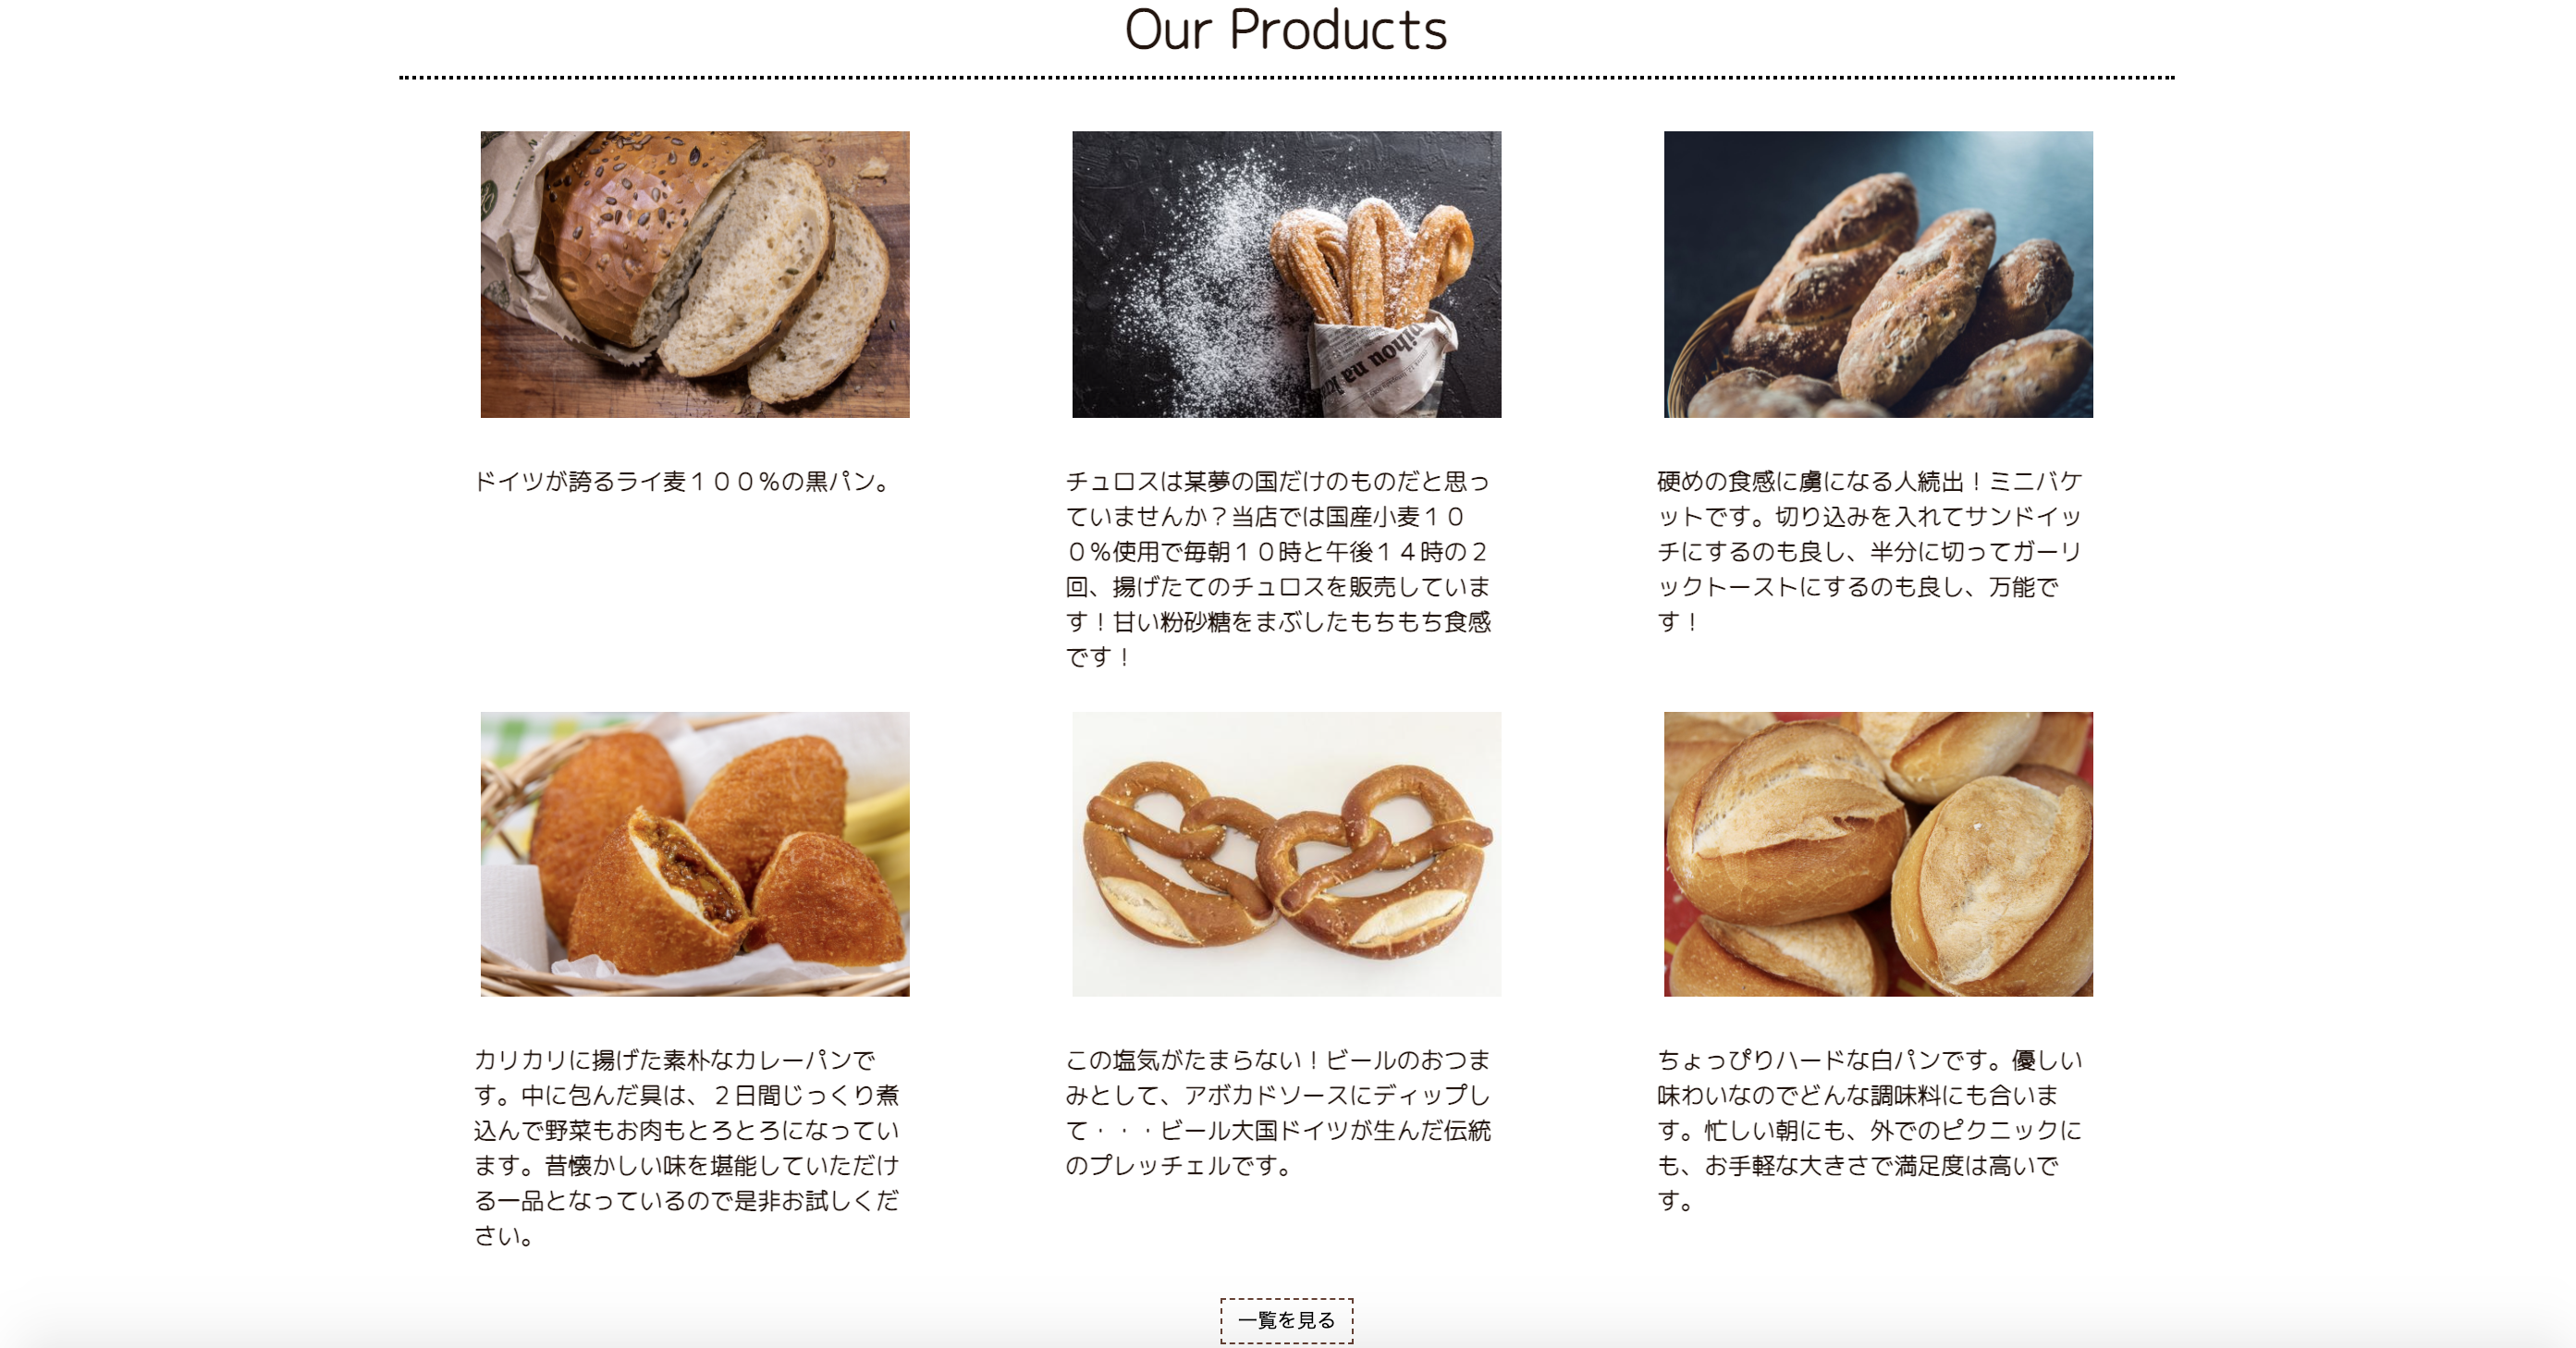 Our Products
ドイツが誇るライ麦１００％の黒パン。
チュロスは某夢の国だけのものだと思っ
ていませんか？当店では国産小麦１０
０％使用で毎朝１０時と午後１４時の２
回、揚げたてのチュロスを販売していま
す！甘い粉砂糖をまぶしたもちもち食感
です！
硬めの食感に虜になる人続出！ミニバケ
ットです。切り込みを入れてサンドイッ
チにするのも良し、半分に切ってガーリ
ックトーストにするのも良し、万能で
す！
カリカリに揚げた素朴なカレーパンで
す。中に包んだ具は、２日間じっくり煮
込んで野菜もお肉もとろとろになってい
ます。昔懐かしい味を堪能していただけ
る一品となっているので是非お試しくだ
さい。
この塩気がたまらない！ビールのおつま
みとして、アボカドソースにディップし
て・・・ビール大国ドイツが生んだ伝統
のプレッチェルです。
ちょっぴりハードな白パンです。優しい
味わいなのでどんな調味料にも合いま
す。忙しい朝にも、外でのピクニックに
も、お手軽な大きさで満足度は高いで
す。
一覧を見る